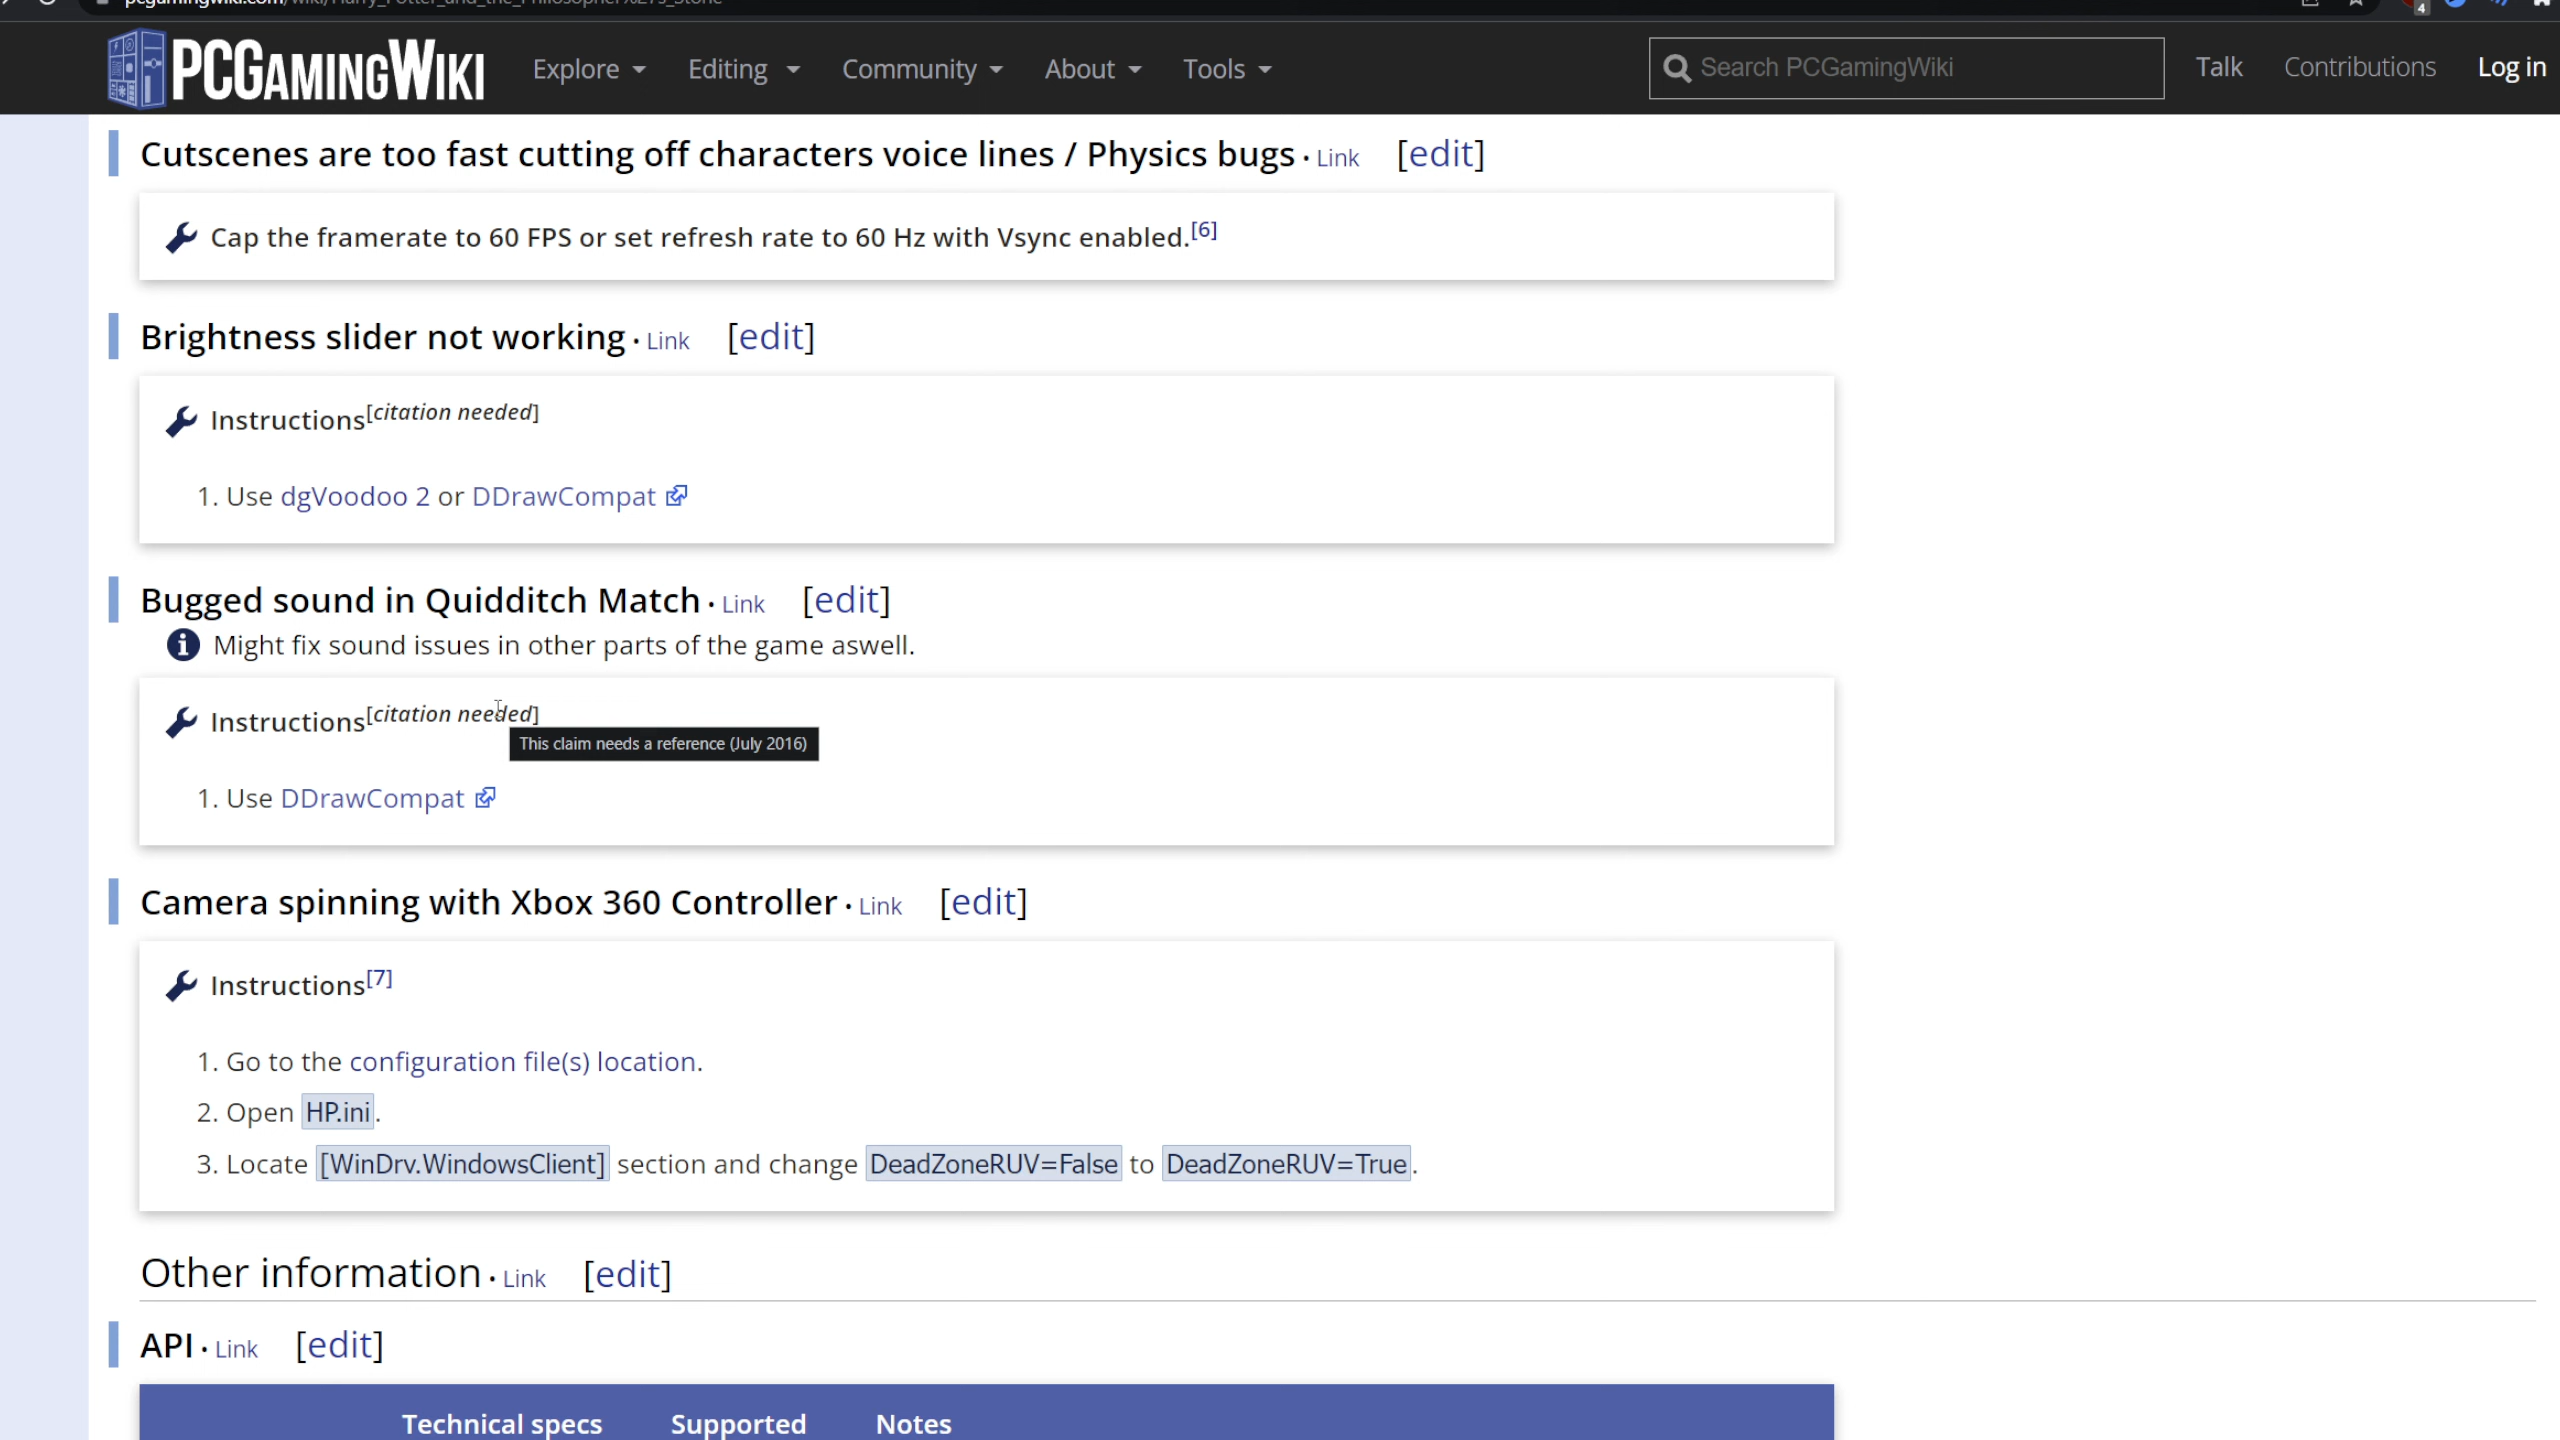 4
PCGAMINGWIKI Explore Editing Community About Tools Search PCGamingWiki Talk Contributions Log in
Cutscenes are too fast cutting off characters voice lines / Physics bugs · Link [edit]
Cap the framerate to 60 FPS or set refresh rate to 60 Hz with Vsync enabled.[6]
Brightness slider not working · Link [edit]
Instructions[citation needed]
1. Use dgVoodoo 2 or DDrawCompat
Bugged sound in Quidditch Match · Link [edit]
Might fix sound issues in other parts of the game aswell.
Instructions[citation needed]
This claim needs a reference (July 2016)
1. Use DDrawCompat
Camera spinning with Xbox 360 Controller · Link [edit]
Instructions[7]
1. Go to the configuration file(s) location.
2. Open HP.ini.
3. Locate [WinDrv.WindowsClient] section and change DeadZoneRUV=False to DeadZoneRUV=True.
Other information · Link [edit]
API · Link [edit]
Technical specs Supported Notes